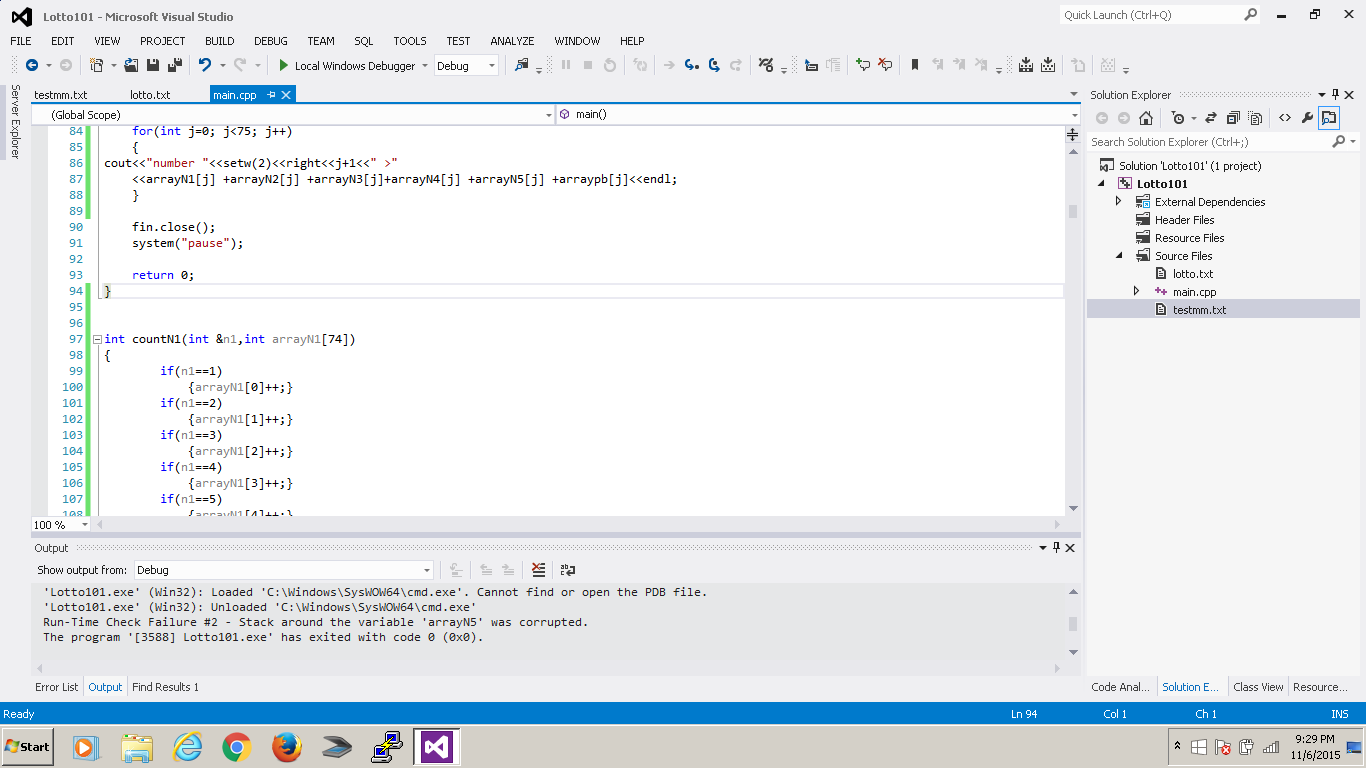 Lotto101 - Microsoft Visual Studio
Quick Launch (Ctrl+Q)
FILE EDIT VIEW PROJECT BUILD DEBUG TEAM SQL TOOLS TEST ANALYZE WINDOW HELP
Local Windows Debugger Debug
Server Explorer
testmm.txt lotto.txt main.cpp
(Global Scope) main()
84 for(int j=0; j<75; j++)
85 {
86 cout<<"number "<<setw(2)<<right<<j+1<<" >"
87 <<arrayN1[j] +arrayN2[j] +arrayN3[j]+arrayN4[j] +arrayN5[j] +arraypb[j]<<endl;
88 }
89
90 fin.close();
91 system("pause");
92
93 return 0;
94 }
95
96
97 int countN1(int &n1,int arrayN1[74])
98 {
99 if(n1==1)
100 {arrayN1[0]++;}
101 if(n1==2)
102 {arrayN1[1]++;}
103 if(n1==3)
104 {arrayN1[2]++;}
105 if(n1==4)
106 {arrayN1[3]++;}
107 if(n1==5)
108 {arrayN1[4]++;}
100 %
Output
Show output from: Debug
'Lotto101.exe' (Win32): Loaded 'C:\Windows\SysWOW64\cmd.exe'. Cannot find or open the PDB file.
'Lotto101.exe' (Win32): Unloaded 'C:\Windows\SysWOW64\cmd.exe'
Run-Time Check Failure #2 - Stack around the variable 'arrayN5' was corrupted.
The program '[3588] Lotto101.exe' has exited with code 0 (0x0).
Error List Output Find Results 1
Solution Explorer
Search Solution Explorer (Ctrl+;)
Solution 'Lotto101' (1 project)
Lotto101
External Dependencies
Header Files
Resource Files
Source Files
lotto.txt
main.cpp
testmm.txt
Code Anal... Solution E... Class View Resource...
Ready Ln 94 Col 1 Ch 1 INS
Start
9:29 PM
11/6/2015